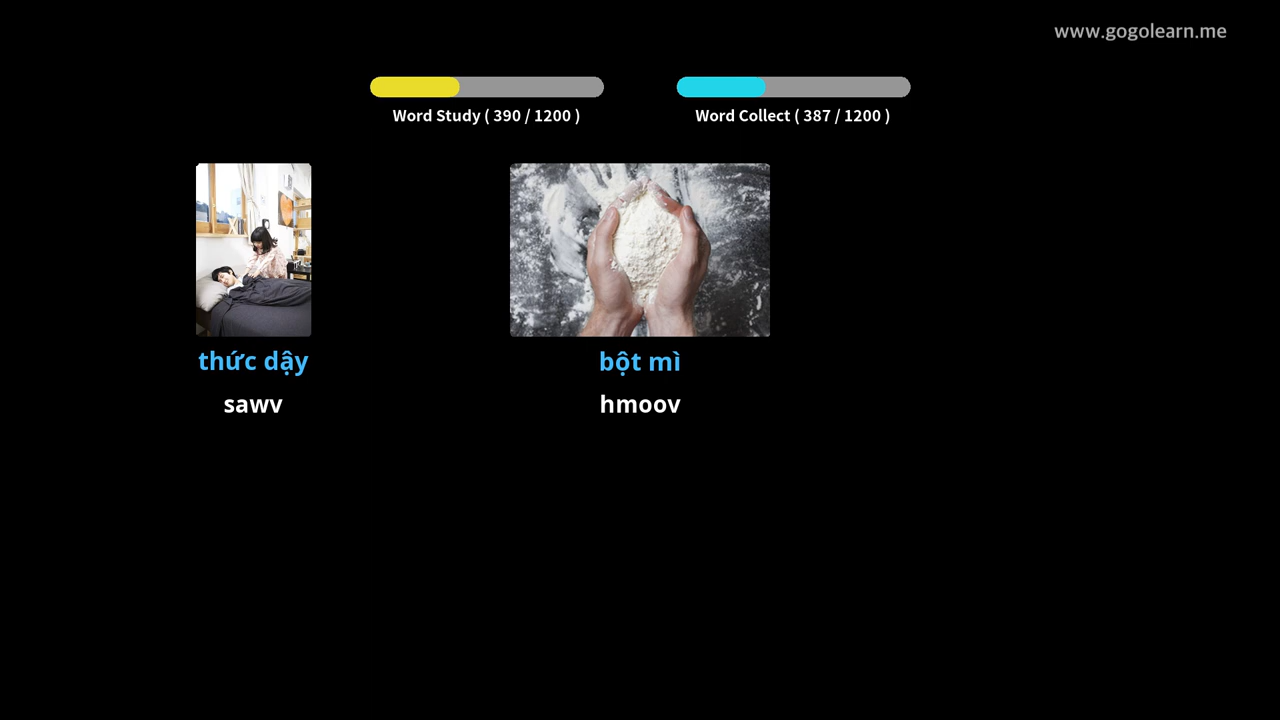 www.gogolearn.me
Word Study ( 390 / 1200 )
Word Collect ( 387 / 1200 )
thức dậy
sawv
bột mì
hmoov